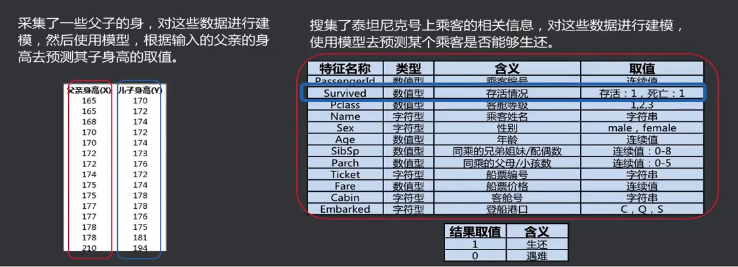 采集了一些父子的身，对这些数据进行建
模，然后使用模型，根据输入的父亲的身
高去预测其子身高的取值。
父亲身高(X) 儿子身高(Y)
165 170
165 172
168 174
170 172
170 174
172 173
172 176
174 172
175 174
175 178
177 178
177 176
178 175
178 181
210 194
搜集了泰坦尼克号上乘客的相关信息，对这些数据进行建模，
使用模型去预测某个乘客是否能够生还。
特征名称 类型 含义 取值
PassengerId 数值型 乘客编号 连续值
Survived 数值型 存活情况 存活：1，死亡：1
Pclass 数值型 客舱等级 1,2,3
Name 字符型 乘客姓名 字符串
Sex 字符型 性别 male，female
Age 数值型 年龄 连续值
SibSp 数值型 同乘的兄弟姐妹/配偶数 连续值：0-8
Parch 数值型 同乘的父母/小孩数 连续值：0-5
Ticket 字符型 船票编号 字符串
Fare 数值型 船票价格 连续值
Cabin 字符型 客舱号 字符串
Embarked 字符型 登船港口 C，Q，S
结果取值 含义
1 生还
0 遇难